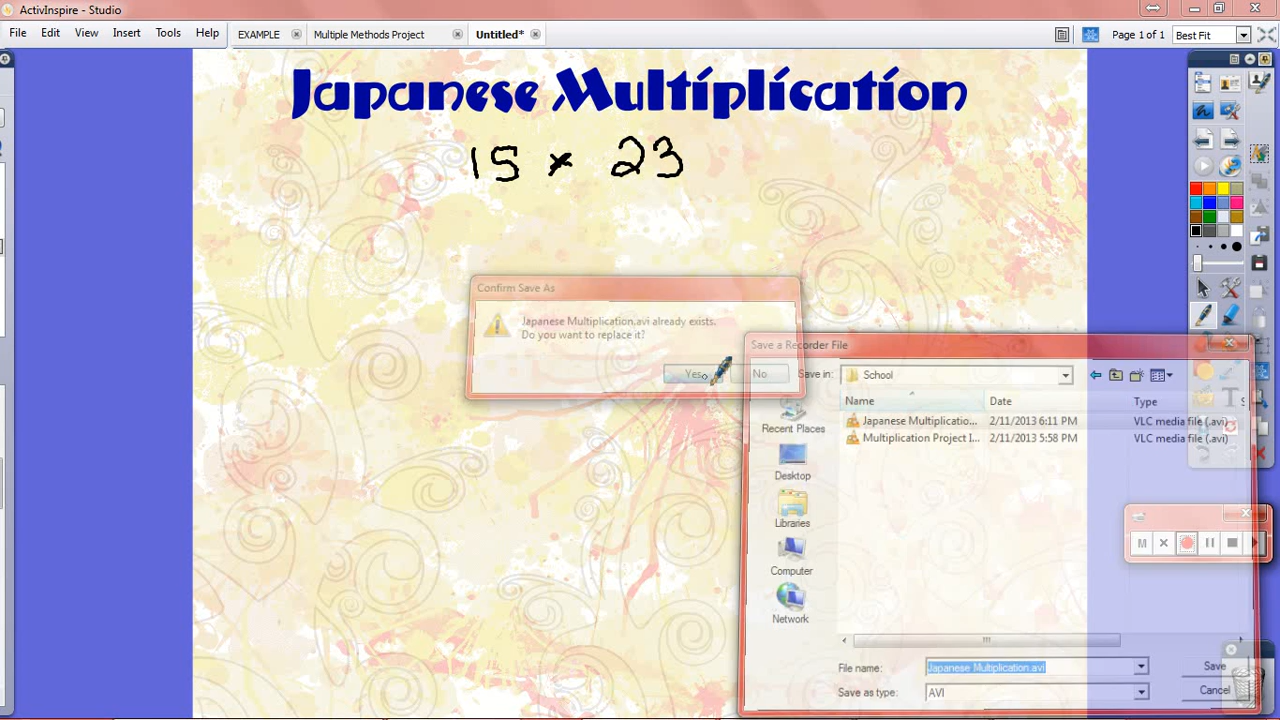 ActivInspire - Studio
File Edit View Insert Tools Help
EXAMPLE Multiple Methods Project Untitled*
Page 1 of 1 Best Fit
Japanese Multiplication
15 × 23
Confirm Save As
Japanese Multiplication.avi already exists.
Do you want to replace it?
Yes No
Save a Recorder File
Save in: School
Name Date Type S
Recent Places
Japanese Multiplicatio... 2/11/2013 6:11 PM VLC media file (.avi)
Multiplication Project I... 2/11/2013 5:58 PM VLC media file (.avi)
Desktop
Libraries
Computer
Network
M
File name: Japanese Multiplication.avi Save
Save as type: AVI Cancel